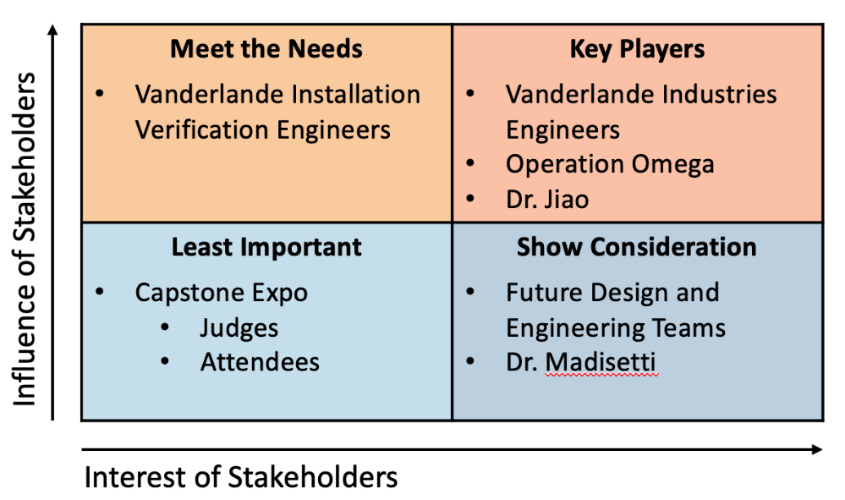 Influence of Stakeholders
Meet the Needs
• Vanderlande Installation
Verification Engineers
Key Players
• Vanderlande Industries
Engineers
• Operation Omega
• Dr. Jiao
Least Important
• Capstone Expo
• Judges
• Attendees
Show Consideration
• Future Design and
Engineering Teams
• Dr. Madisetti
Interest of Stakeholders